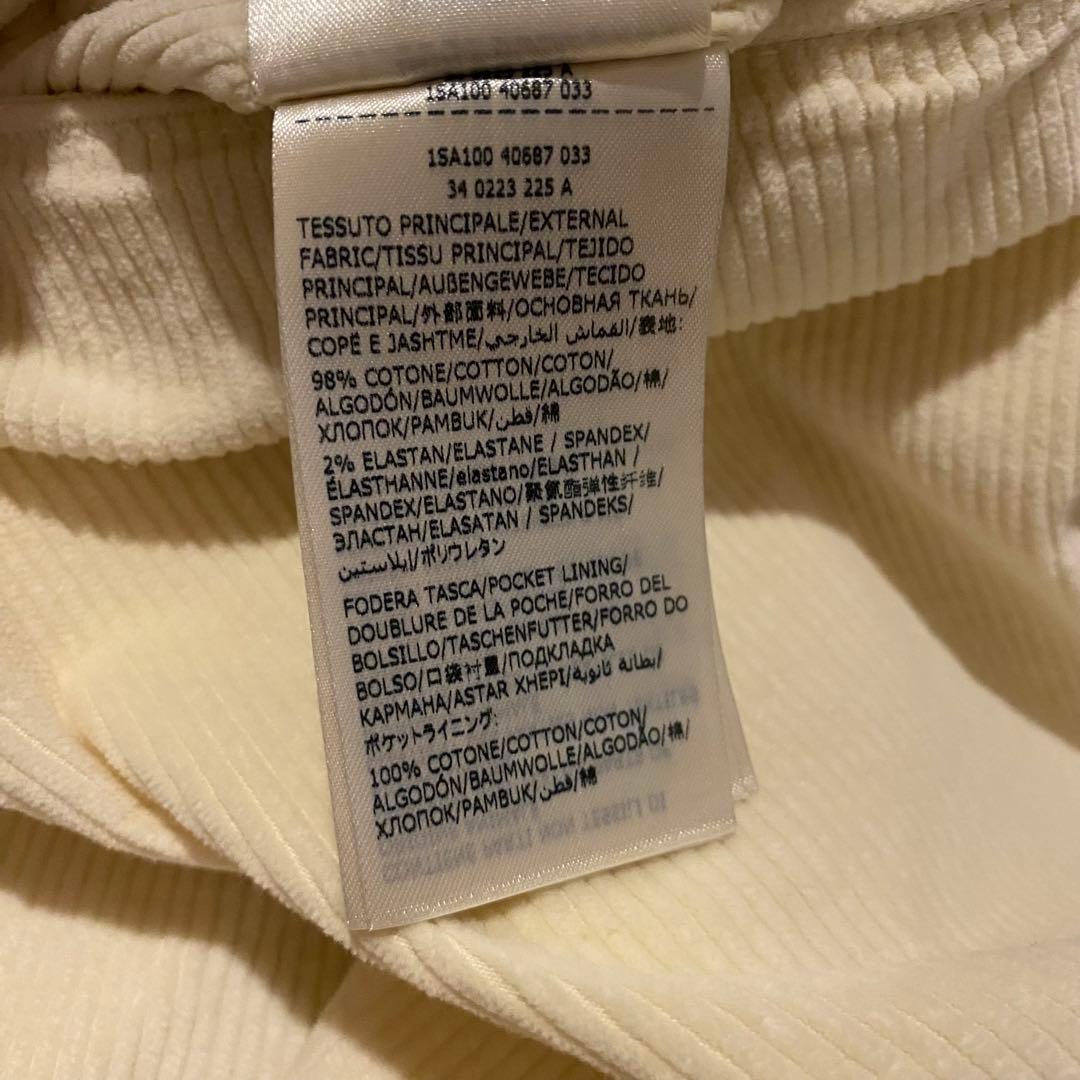 1SA100 40687 033
1SA100 40687 033
34 0223 225 A
TESSUTO PRINCIPALE/EXTERNAL
FABRIC/TISSU PRINCIPAL/TEJIDO
PRINCIPAL/AUßENGEWEBE/TECIDO
PRINCIPAL/外部面料/ОСНОВНАЯ ТКАНЬ/
COPÉ E JASHTME/القماش الخارجي/表地:
98% COTONE/COTTON/COTON/
ALGODÓN/BAUMWOLLE/ALGODÃO/棉/
ХЛОПОК/PAMBUK/قطن/綿
2% ELASTAN/ELASTANE / SPANDEX/
ÉLASTHANNE/elastano/ELASTHAN /
SPANDEX/ELASTANO/聚氨酯弹性纤维/
ЭЛАСТАН/ELASATAN / SPANDEKS/
إيلاستين/ポリウレタン
FODERA TASCA/POCKET LINING/
DOUBLURE DE LA POCHE/FORRO DEL
BOLSILLO/TASCHENFUTTER/FORRO DO
BOLSO/口袋衬里/ПОДКЛАДКА
КАРМАНА/ASTAR XHEPI/بطانة ثانوية/
ポケットライニング:
100% COTONE/COTTON/COTON/
ALGODÓN/BAUMWOLLE/ALGODÃO/棉/
ХЛОПОК/PAMBUK/قطن/綿